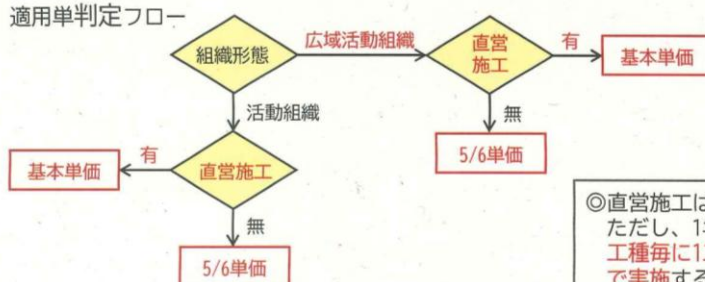 適用単判定フロー
組織形態
広域活動組織
直営
施工
有
基本単価
無
5/6単価
活動組織
直営施工
有
基本単価
無
5/6単価
◎直営施工は
ただし、1
工種毎に1
で実施する